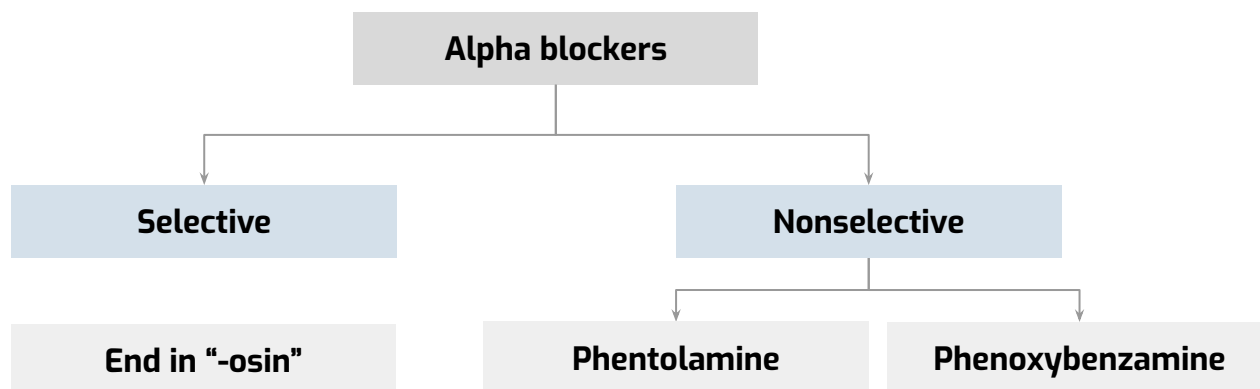 Alpha blockers
Selective
Nonselective
End in “-osin”
Phentolamine
Phenoxybenzamine